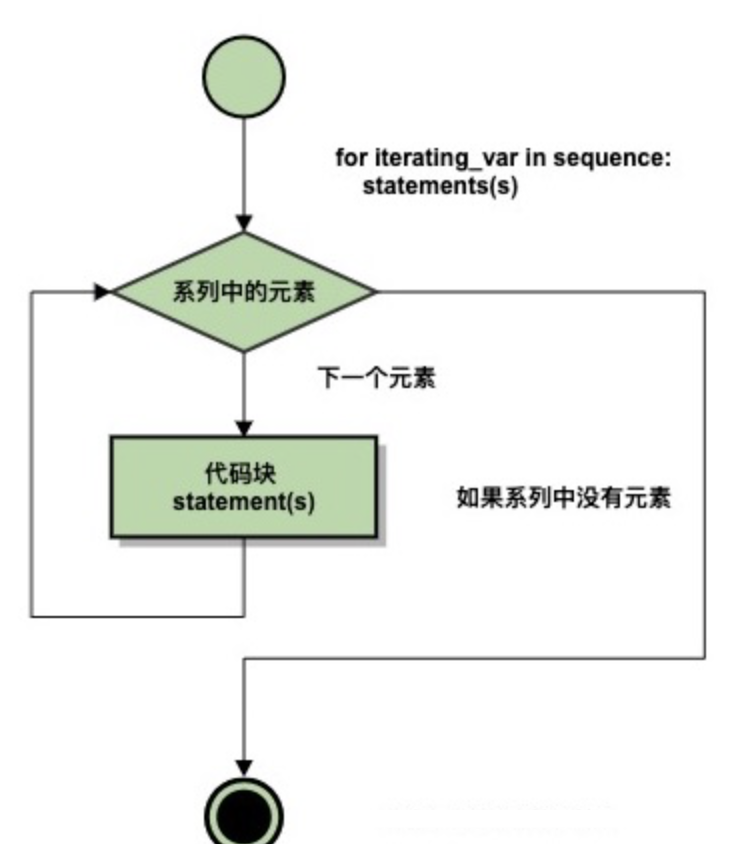 for iterating_var in sequence:
statements(s)
系列中的元素
下一个元素
代码块
statement(s)
如果系列中没有元素